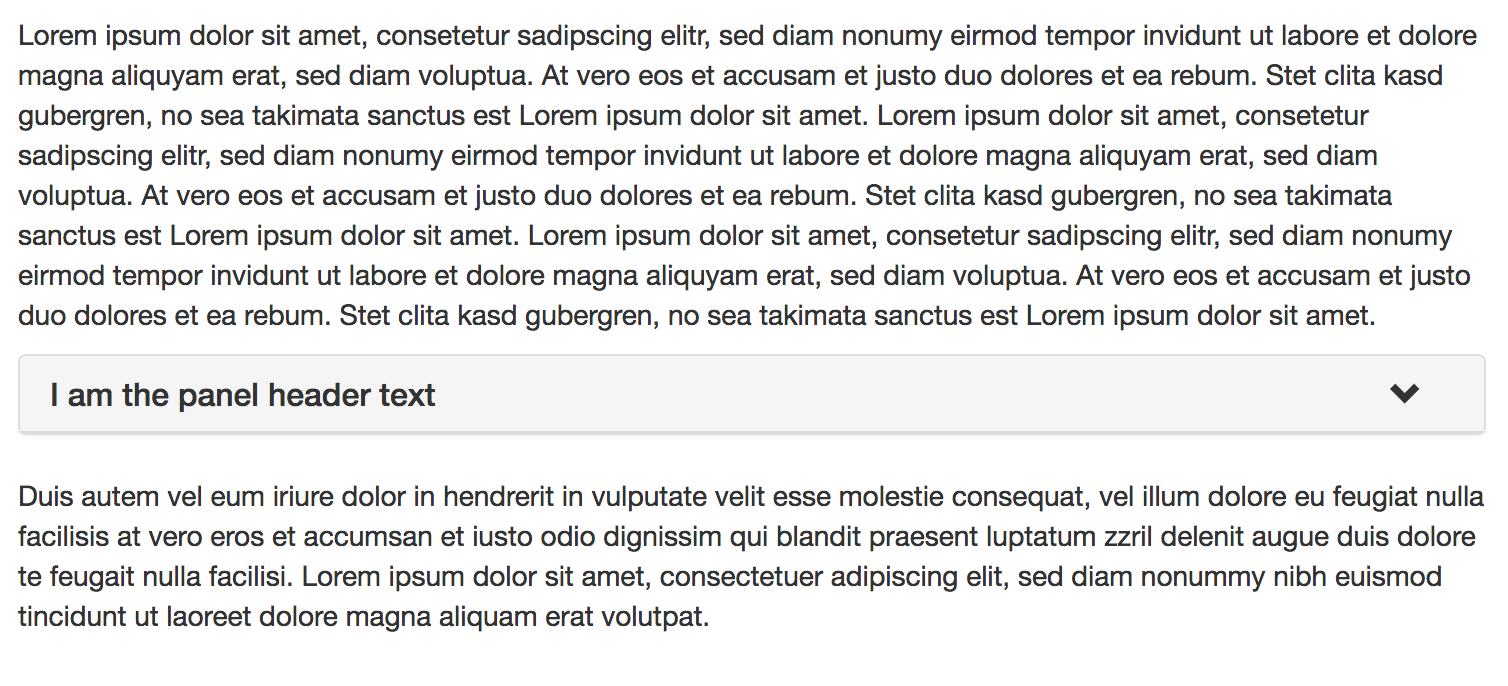 Lorem ipsum dolor sit amet, consetetur sadipscing elitr, sed diam nonumy eirmod tempor invidunt ut labore et dolore
magna aliquyam erat, sed diam voluptua. At vero eos et accusam et justo duo dolores et ea rebum. Stet clita kasd
gubergren, no sea takimata sanctus est Lorem ipsum dolor sit amet. Lorem ipsum dolor sit amet, consetetur
sadipscing elitr, sed diam nonumy eirmod tempor invidunt ut labore et dolore magna aliquyam erat, sed diam
voluptua. At vero eos et accusam et justo duo dolores et ea rebum. Stet clita kasd gubergren, no sea takimata
sanctus est Lorem ipsum dolor sit amet. Lorem ipsum dolor sit amet, consetetur sadipscing elitr, sed diam nonumy
eirmod tempor invidunt ut labore et dolore magna aliquyam erat, sed diam voluptua. At vero eos et accusam et justo
duo dolores et ea rebum. Stet clita kasd gubergren, no sea takimata sanctus est Lorem ipsum dolor sit amet.
I am the panel header text
Duis autem vel eum iriure dolor in hendrerit in vulputate velit esse molestie consequat, vel illum dolore eu feugiat nulla
facilisis at vero eros et accumsan et iusto odio dignissim qui blandit praesent luptatum zzril delenit augue duis dolore
te feugait nulla facilisi. Lorem ipsum dolor sit amet, consectetuer adipiscing elit, sed diam nonummy nibh euismod
tincidunt ut laoreet dolore magna aliquam erat volutpat.